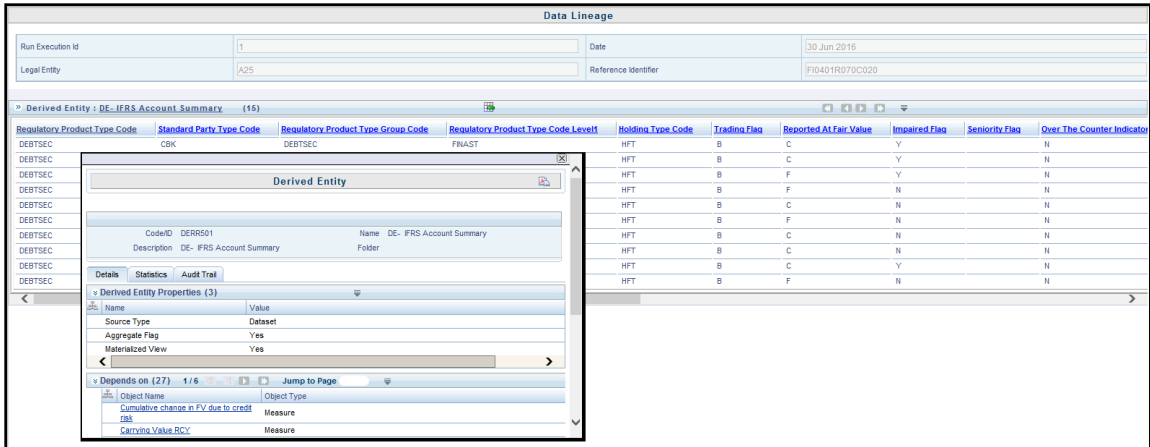 Data Lineage
Run Execution Id 1 Date 30 Jun 2016
Legal Entity A25 Reference Identifier FI0401R070C020
» Derived Entity : DE- IFRS Account Summary (15)
Regulatory Product Type Code Standard Party Type Code Regulatory Product Type Group Code Regulatory Product Type Code Level1 Holding Type Code Trading Flag Reported At Fair Value Impaired Flag Seniority Flag Over The Counter Indicator
DEBTSEC CBK DEBTSEC FINAST HFT B C Y N
DEBTSEC HFT B C Y N
DEBTSEC HFT B F Y N
DEBTSEC HFT B F N N
DEBTSEC HFT B C N N
DEBTSEC HFT B F N N
DEBTSEC HFT B C N N
DEBTSEC HFT B C N N
DEBTSEC HFT B C Y N
DEBTSEC HFT B F N N
Derived Entity
Code/ID DERR501 Name DE- IFRS Account Summary
Description DE- IFRS Account Summary Folder
Details Statistics Audit Trail
Derived Entity Properties (3)
Name Value
Source Type Dataset
Aggregate Flag Yes
Materialized View Yes
Depends on (27) 1/6 Jump to Page
Object Name Object Type
Cumulative change in FV due to credit
risk Measure
Carrying Value RCY Measure